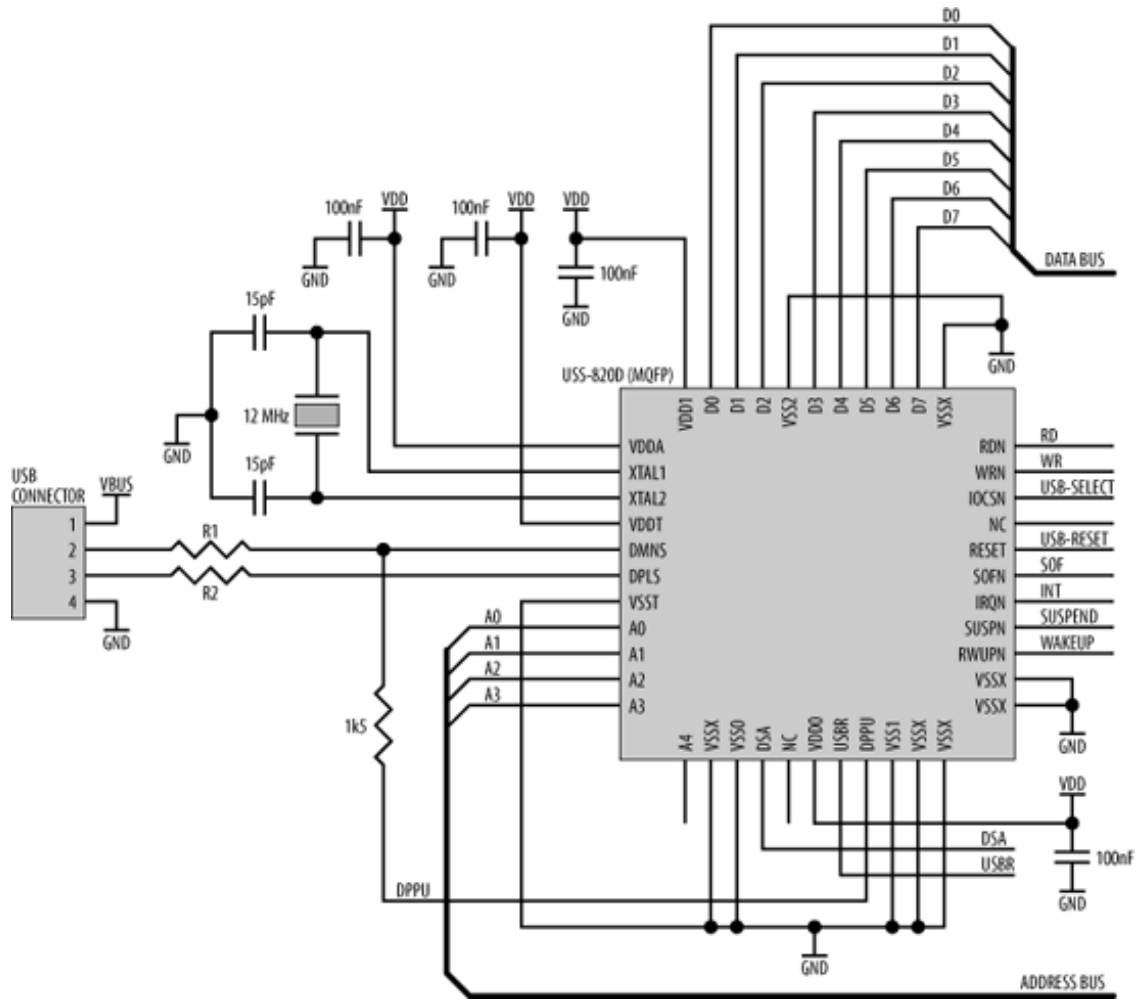 D0
D1
D2
D3
D4
D5
D6
D7
DATA BUS
100nF
VDD
GND
100nF
VDD
GND
VDD
100nF
GND
15pF
12 MHz
GND
15pF
GND
USS-820D (MQFP)
VDD1
D0
D1
D2
VSS2
D3
D4
D5
D6
D7
VSSX
VDDA
XTAL1
XTAL2
VDDT
DMNS
DPLS
VSST
A0
A1
A2
A3
RDN
WRN
IOCSN
NC
RESET
SOFN
IRQN
SUSPN
RWUPN
VSSX
VSSX
RD
WR
USB-SELECT
USB-RESET
SOF
INT
SUSPEND
WAKEUP
GND
USB
CONNECTOR
VBUS
1
2
3
4
R1
R2
GND
A0
A1
A2
A3
1k5
A4
VSSX
VSS0
DSA
NC
VDD0
USBR
DPPU
VSS1
VSSX
VSSX
VDD
100nF
GND
DSA
USBR
DPPU
GND
ADDRESS BUS